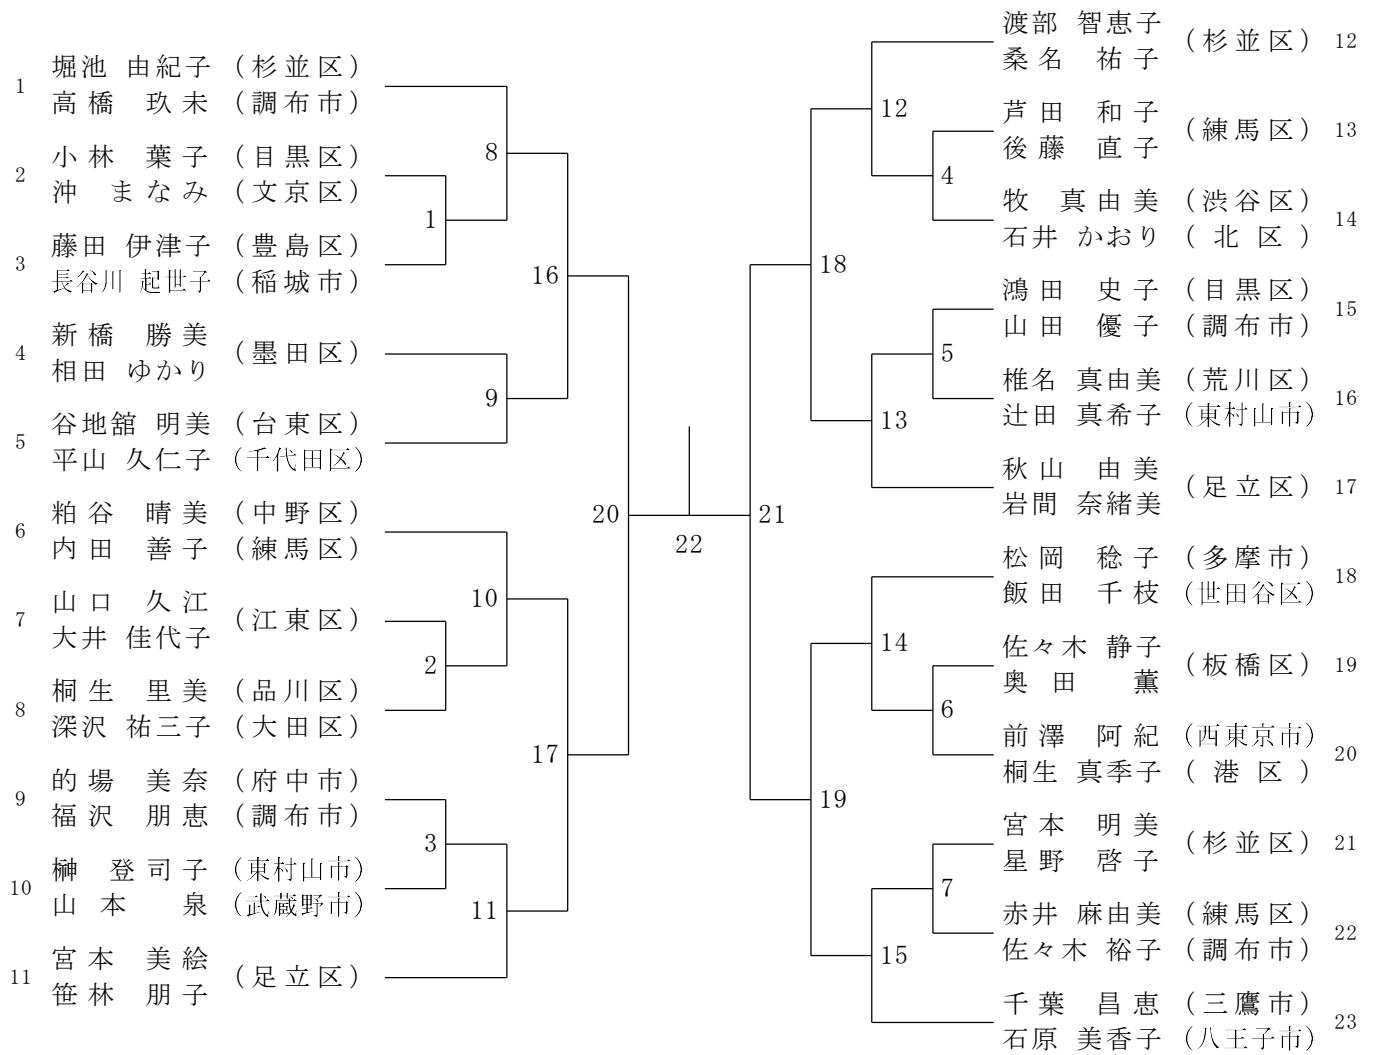 1 堀池 由紀子 (杉並区)
高橋 玖未 (調布市)
2 小林 葉子 (目黒区)
沖 まなみ (文京区)
3 藤田 伊津子 (豊島区)
長谷川 起世子 (稲城市)
4 新橋 勝美 (墨田区)
相田 ゆかり
5 谷地舘 明美 (台東区)
平山 久仁子 (千代田区)
6 粕谷 晴美 (中野区)
内田 善子 (練馬区)
7 山口 久江 (江東区)
大井 佳代子
8 桐生 里美 (品川区)
深沢 祐三子 (大田区)
9 的場 美奈 (府中市)
福沢 朋恵 (調布市)
10 榊 登司子 (東村山市)
山本 泉 (武蔵野市)
11 宮本 美絵 (足立区)
笹林 朋子
8
1
16
9
10
2
17
3
11
20
22
21
12
4
18
5
13
14
6
19
7
15
渡部 智恵子 (杉並区) 12
桑名 祐子
芦田 和子 (練馬区) 13
後藤 直子
牧 真由美 (渋谷区) 14
石井 かおり (北区)
鴻田 史子 (目黒区) 15
山田 優子 (調布市)
椎名 真由美 (荒川区) 16
辻田 真希子 (東村山市)
秋山 由美 (足立区) 17
岩間 奈緒美
松岡 稔子 (多摩市) 18
飯田 千枝 (世田谷区)
佐々木 静子 (板橋区) 19
奥田 薫
前澤 阿紀 (西東京市) 20
桐生 真季子 (港区)
宮本 明美 (杉並区) 21
星野 啓子
赤井 麻由美 (練馬区) 22
佐々木 裕子 (調布市)
千葉 昌恵 (三鷹市) 23
石原 美香子 (八王子市)